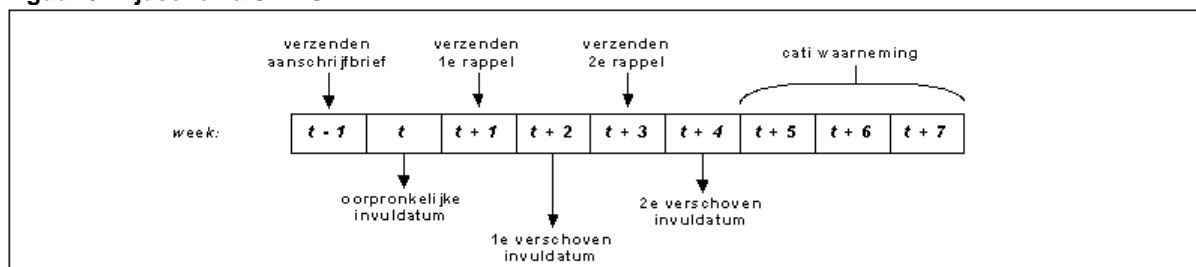 verzenden
aanschrijfbrief
verzenden
1e rappel
verzenden
2e rappel
cati waarneming
week:
t - 1 t t + 1 t + 2 t + 3 t + 4 t + 5 t + 6 t + 7
oorpronkelijke
invuldatum
1e verschoven
invuldatum
2e verschoven
invuldatum